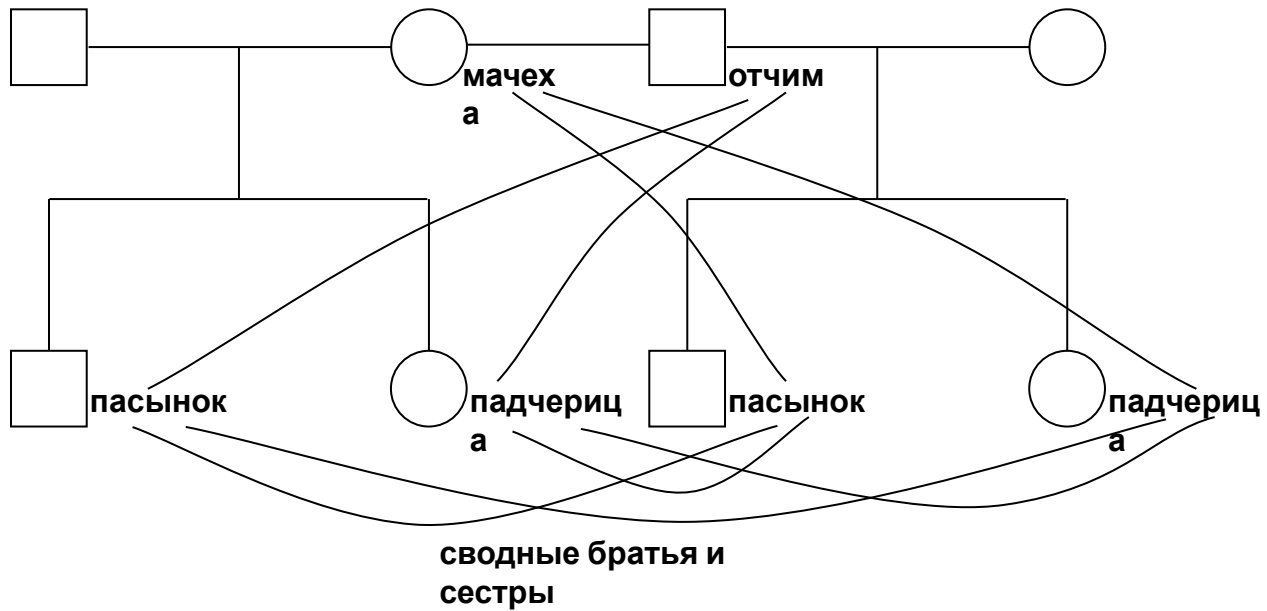 мачех
а
отчим
пасынок
падчериц
а
пасынок
падчериц
а
сводные братья и
сестры